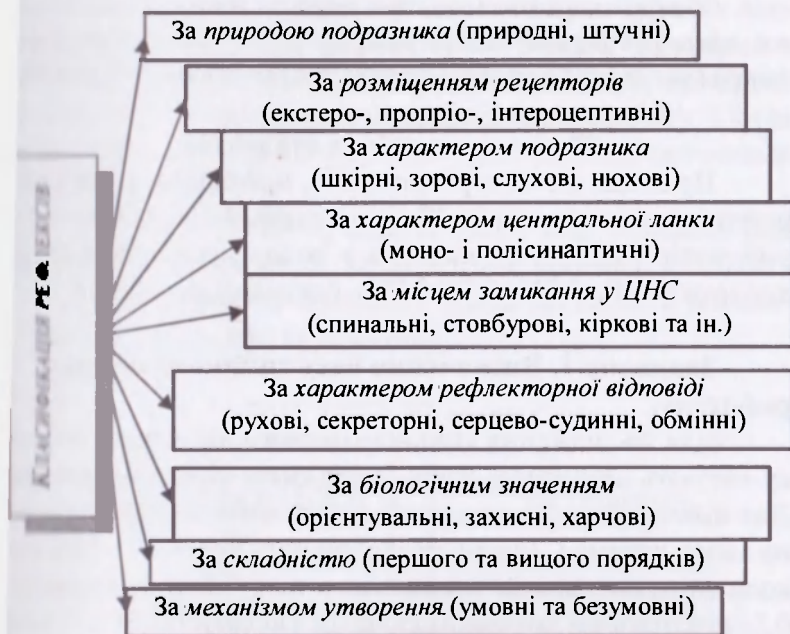 КЛАСИФІКАЦІЯ РЕФЛЕКСІВ
За природою подразника (природні, штучні)
За розміщенням рецепторів
(екстеро-, пропріо-, інтероцептивні)
За характером подразника
(шкірні, зорові, слухові, нюхові)
За характером центральної ланки
(моно- і полісинаптичні)
За місцем замикання у ЦНС
(спинальні, стовбурові, кіркові та ін.)
За характером рефлекторної відповіді
(рухові, секреторні, серцево-судинні, обмінні)
За біологічним значенням
(орієнтувальні, захисні, харчові)
За складністю (першого та вищого порядків)
За механізмом утворення (умовні та безумовні)